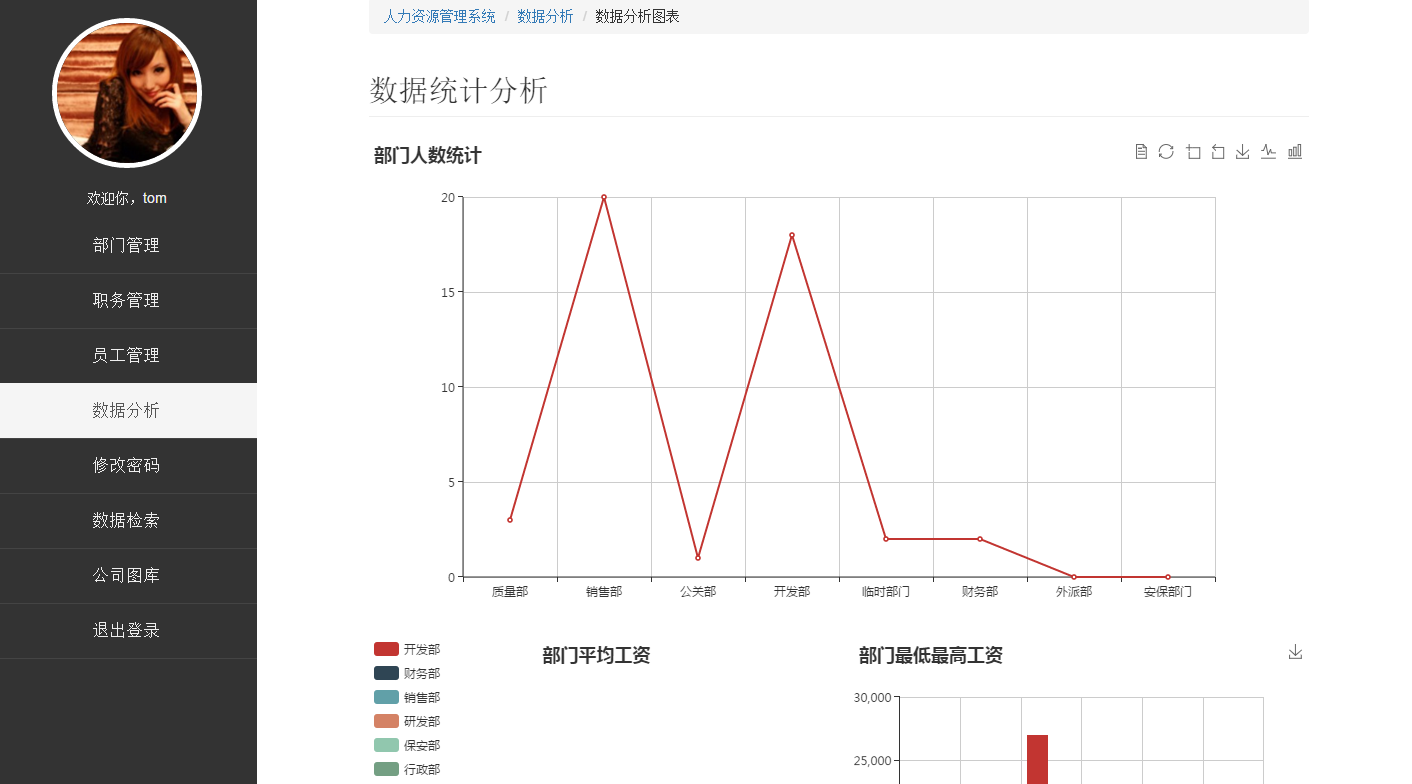 人力资源管理系统 / 数据分析 / 数据分析图表
欢迎你，tom
部门管理
职务管理
员工管理
数据分析
修改密码
数据检索
公司图库
退出登录
数据统计分析
部门人数统计
20
15
10
5
0
质量部 销售部 公关部 开发部 临时部门 财务部 外派部 安保部门
开发部
财务部
销售部
研发部
保安部
行政部
部门平均工资
部门最低最高工资
30,000
25,000